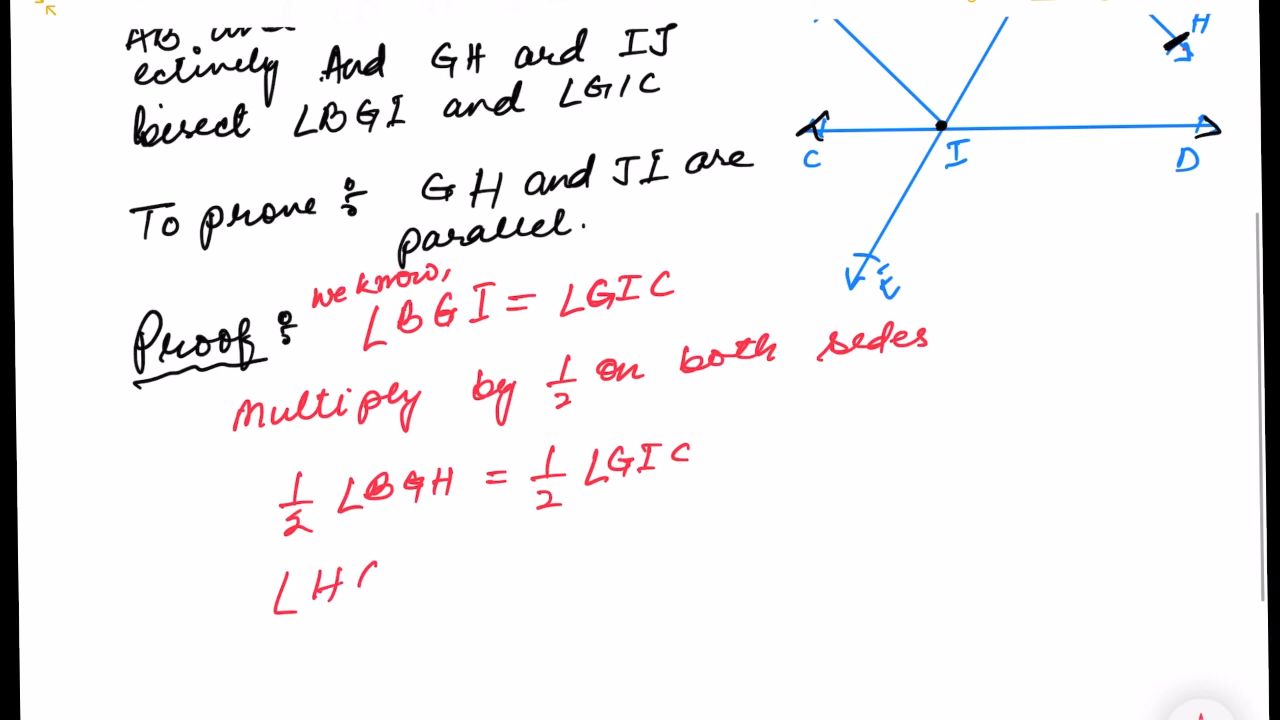 ectively And GH and IJ
bisect ∠BGI and ∠GIC
To prove : GH and JI are
parallel.
Proof : we know,
∠BGI = ∠GIC
Multiply by 1/2 on both sides
1/2 ∠BGH = 1/2 ∠GIC
∠H
H
C
I
D
E